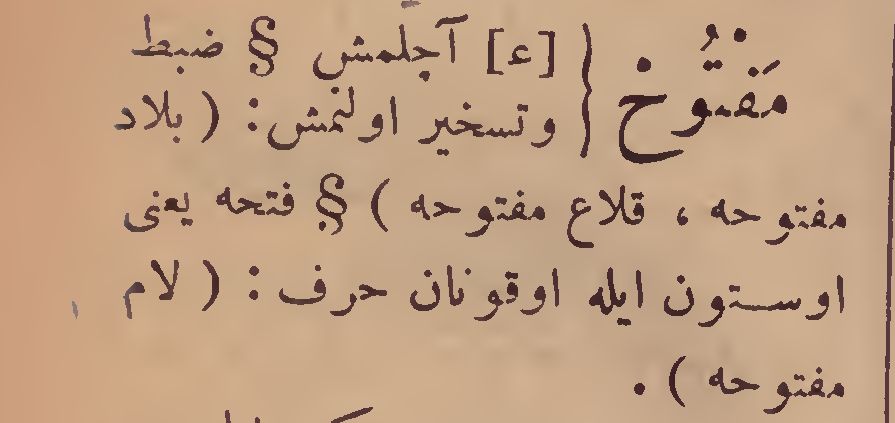 مَفْتُوح { [ع] آچلمش § ضبط
وتسخير اولنمش: ( بلاد
مفتوحه ، قلاع مفتوحه ) § فتحه يعنى
اوستون ايله اوقونان حرف : ( لام
مفتوحه ) .